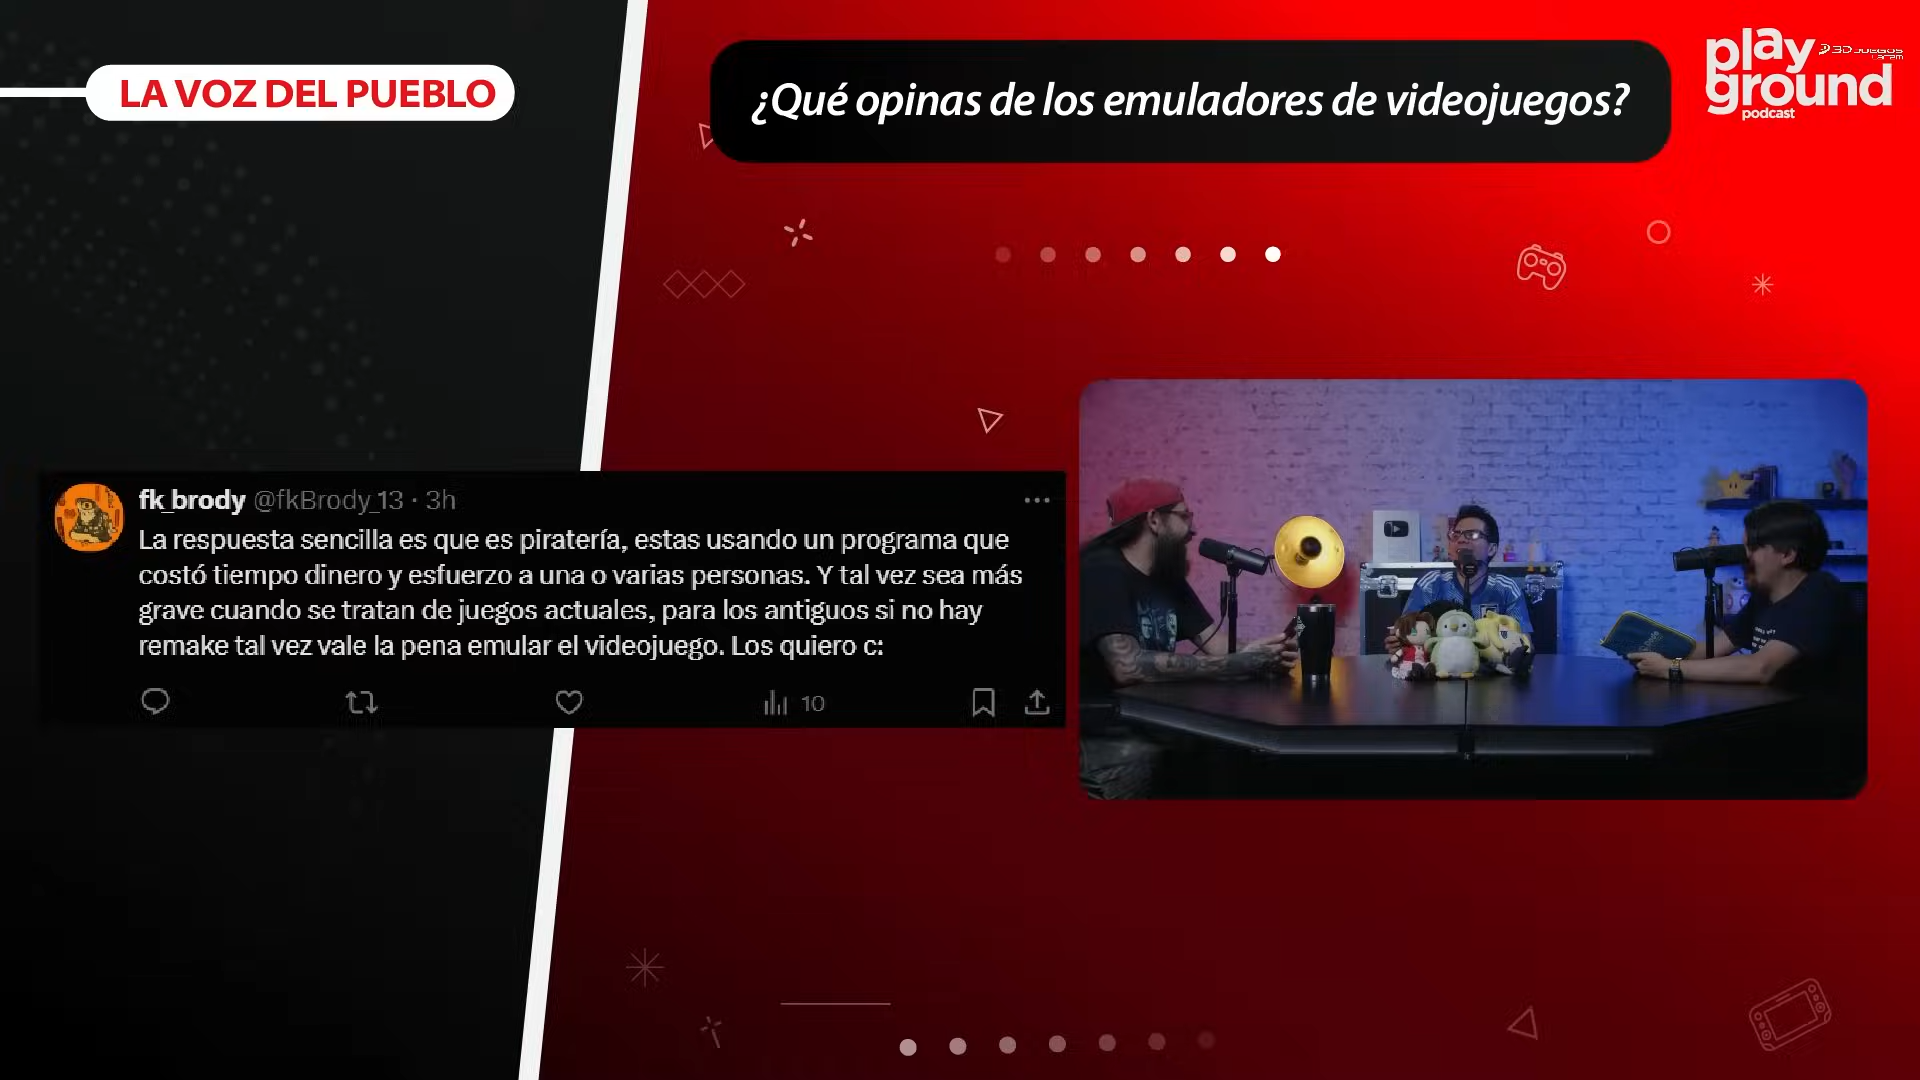 LA VOZ DEL PUEBLO
¿Qué opinas de los emuladores de videojuegos?
play
3DJUEGOS
LATAM
ground
podcast
fk_brody @fkBrody_13 · 3h
La respuesta sencilla es que es piratería, estas usando un programa que
costó tiempo dinero y esfuerzo a una o varias personas. Y tal vez sea más
grave cuando se tratan de juegos actuales, para los antiguos si no hay
remake tal vez vale la pena emular el videojuego. Los quiero c:
10